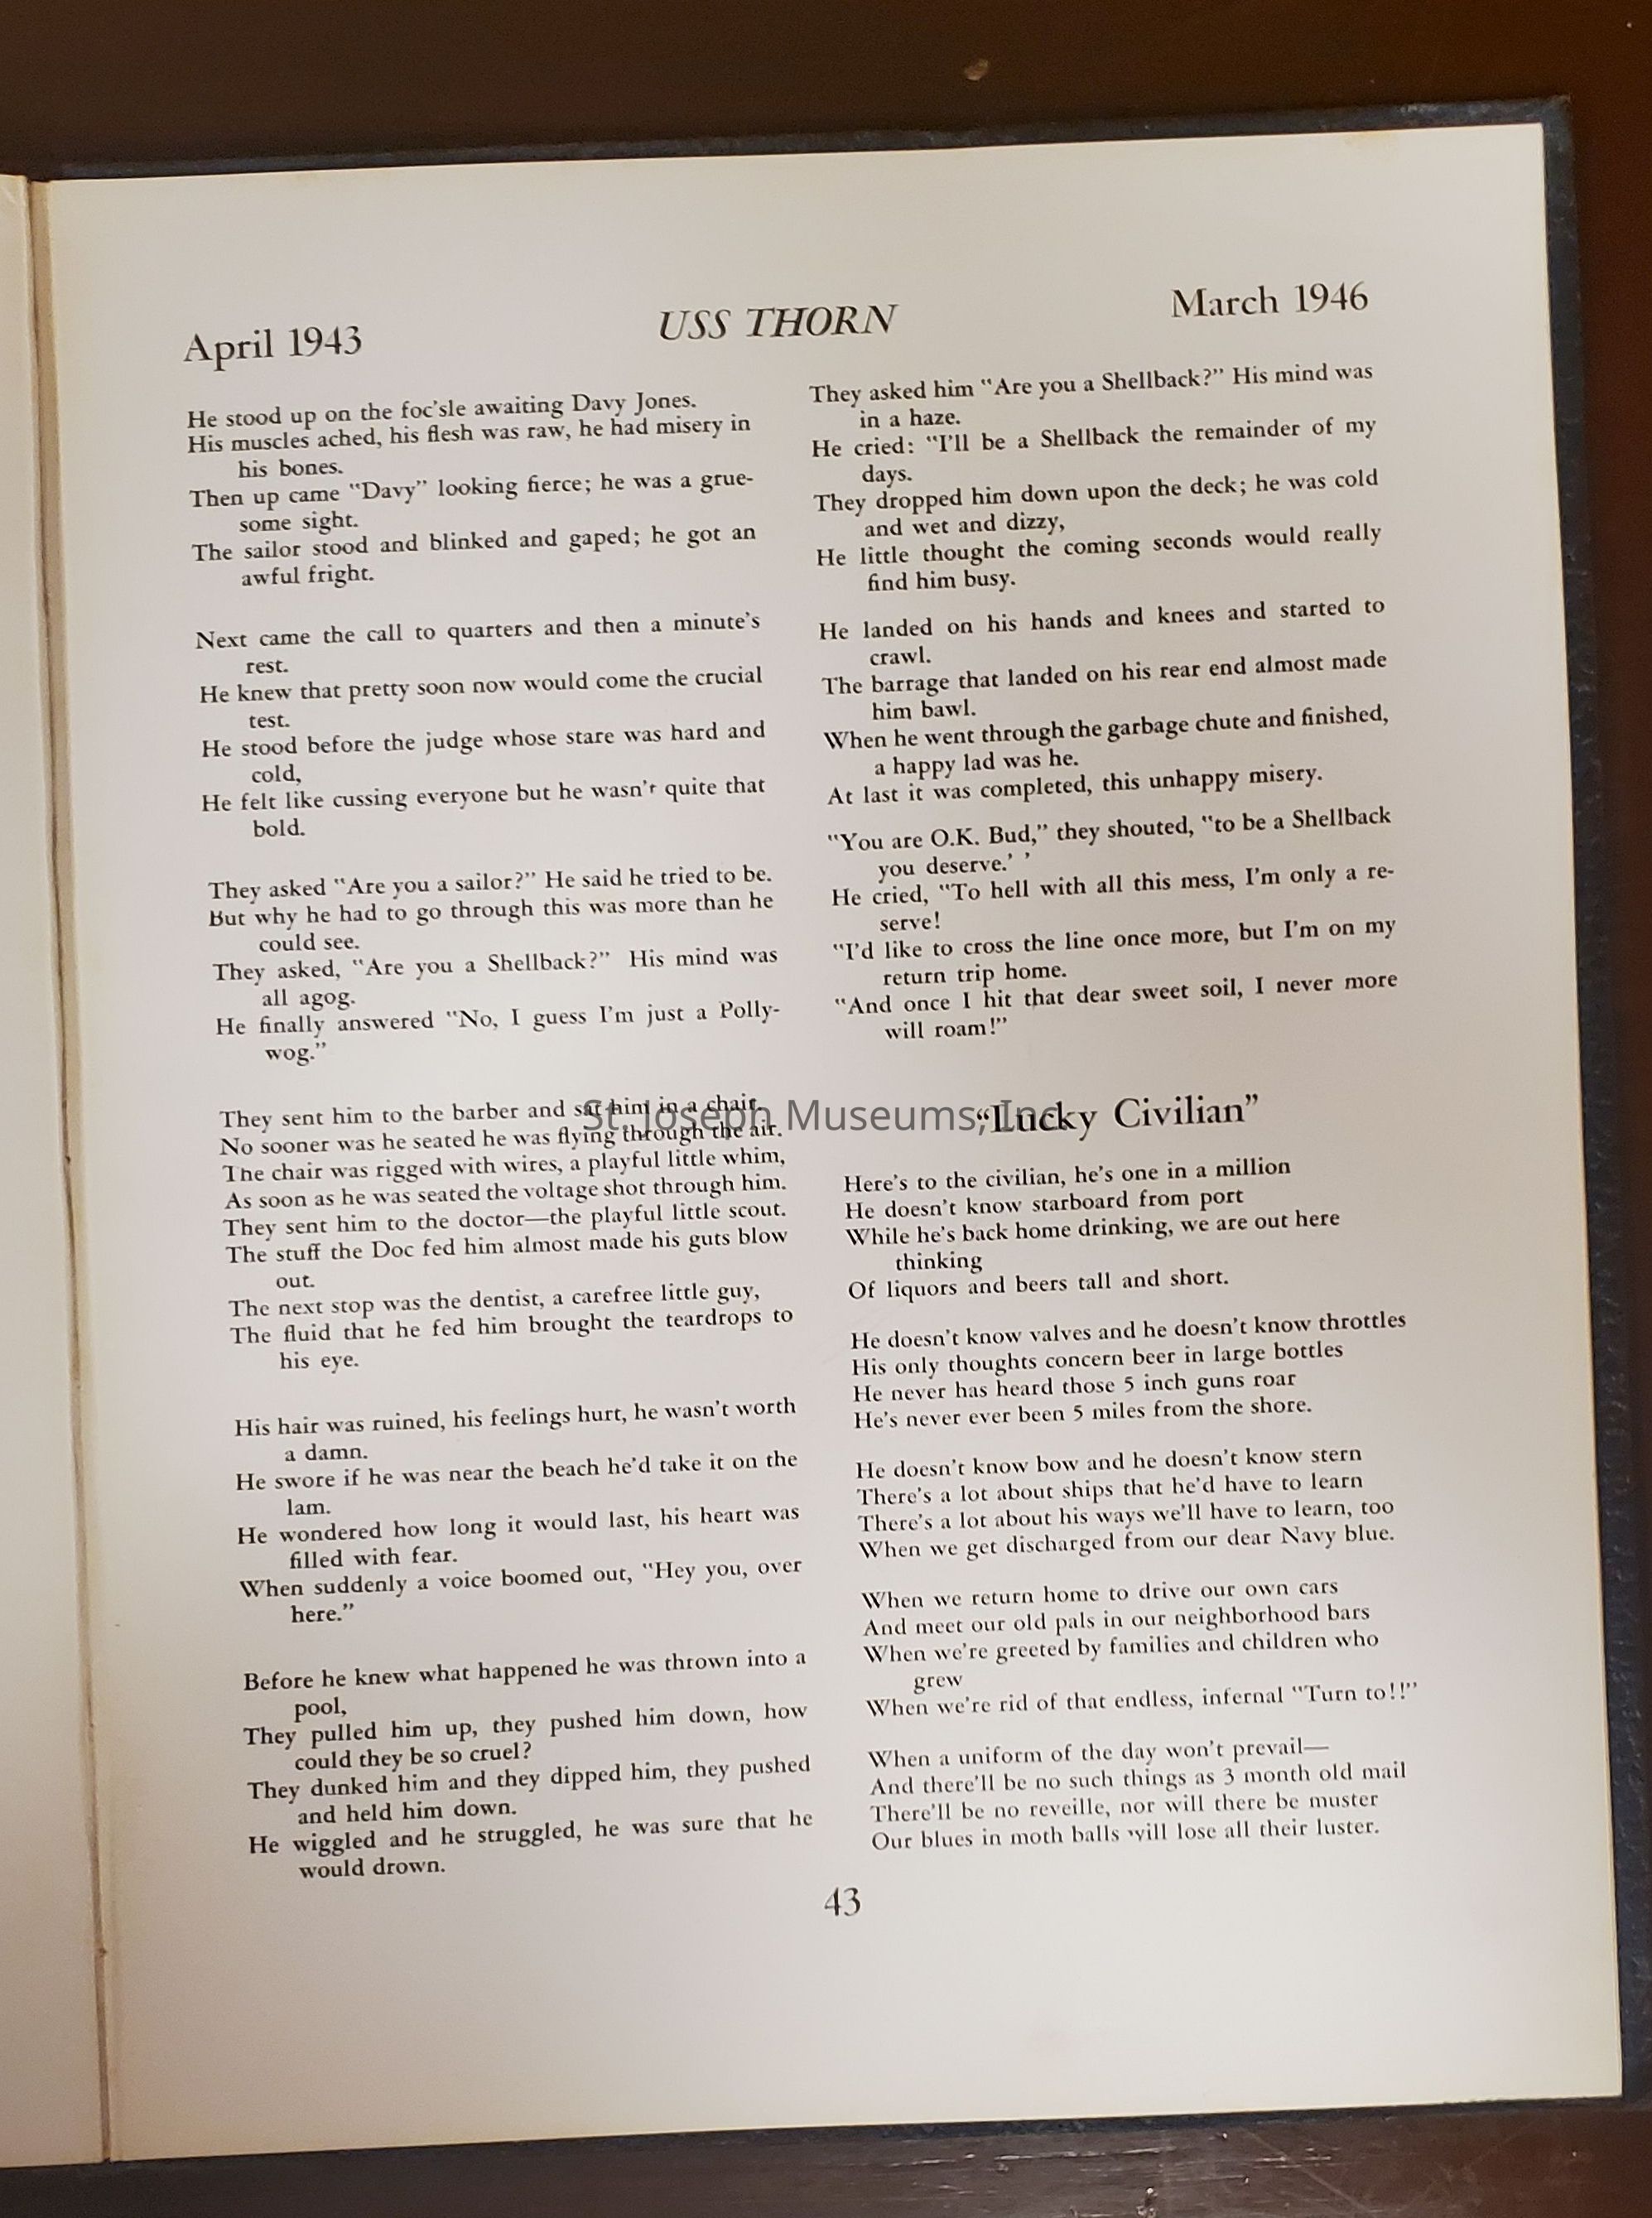 April 1943
USS THORN
March 1946
He stood up on the foc'sle awaiting Davy Jones.
His muscles ached, his flesh was raw, he had misery in
his bones.
Then up came "Davy" looking fierce; he was a grue-
some sight.
The sailor stood and blinked and gaped; he got an
awful fright.
Next came the call to quarters and then a minute's
rest.
He knew that pretty soon now would come the crucial
test.
He stood before the judge whose stare was hard and
cold,
He felt like cussing everyone but he wasn't quite that
bold.
They asked "Are you a sailor?" He said he tried to be.
But why he had to go through this was more than he
could see.
They asked, "Are you a Shellback?" His mind was
all agog.
He finally answered "No, I guess I'm just a Polly-
wog."
They sent him to the barber and sat him in a chair.
No sooner was he seated he was flying through the air.
The chair was rigged with wires, a playful little whim,
As soon as he was seated the voltage shot through him.
They sent him to the doctor—the playful little scout.
The stuff the Doc fed him almost made his guts blow
out.
The next stop was the dentist, a carefree little guy,
The fluid that he fed him brought the teardrops to
his eye.
His hair was ruined, his feelings hurt, he wasn't worth
a damn.
He swore if he was near the beach he'd take it on the
lam.
He wondered how long it would last, his heart was
filled with fear.
When suddenly a voice boomed out, "Hey you, over
here."
Before he knew what happened he was thrown into a
pool,
They pulled him up, they pushed him down, how
could they be so cruel?
They dunked him and they dipped him, they pushed
and held him down.
He wiggled and he struggled, he was sure that he
would drown.
They asked him "Are you a Shellback?" His mind was
in a haze.
He cried: "I'll be a Shellback the remainder of my
days.
They dropped him down upon the deck; he was cold
and wet and dizzy,
He little thought the coming seconds would really
find him busy.
He landed on his hands and knees and started to
crawl.
The barrage that landed on his rear end almost made
him bawl.
When he went through the garbage chute and finished,
a happy lad was he.
At last it was completed, this unhappy misery.
"You are O.K. Bud," they shouted, "to be a Shellback
you deserve.' '
He cried, "To hell with all this mess, I'm only a re-
serve!
"I'd like to cross the line once more, but I'm on my
return trip home.
"And once I hit that dear sweet soil, I never more
will roam!"
"Lucky Civilian"
Here's to the civilian, he's one in a million
He doesn't know starboard from port
While he's back home drinking, we are out here
thinking
Of liquors and beers tall and short.
He doesn't know valves and he doesn't know throttles
His only thoughts concern beer in large bottles
He never has heard those 5 inch guns roar
He's never ever been 5 miles from the shore.
He doesn't know bow and he doesn't know stern
There's a lot about ships that he'd have to learn
There's a lot about his ways we'll have to learn, too
When we get discharged from our dear Navy blue.
When we return home to drive our own cars
And meet our old pals in our neighborhood bars
When we're greeted by families and children who
grew
When we're rid of that endless, infernal "Turn to!!"
When a uniform of the day won't prevail—
And there'll be no such things as 3 month old mail
There'll be no reveille, nor will there be muster
Our blues in moth balls will lose all their luster.
43
St. Joseph Museums, Inc.